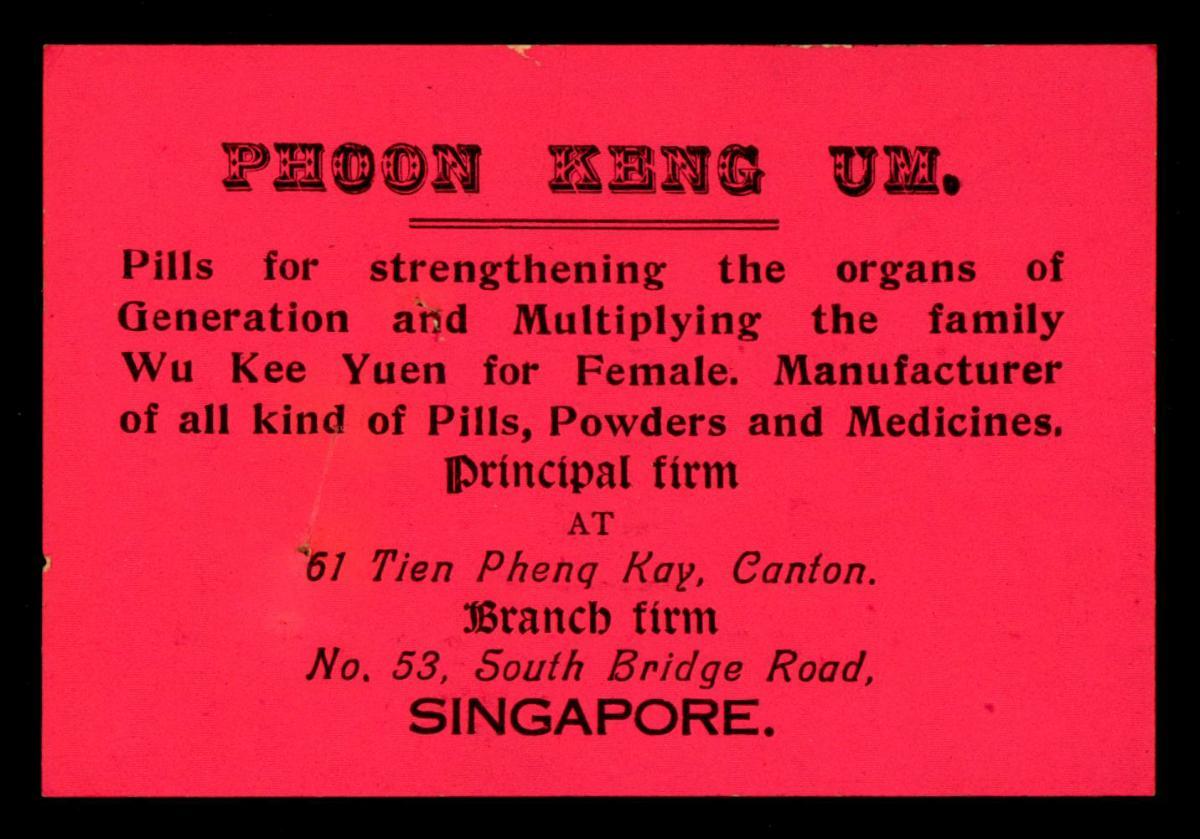 PHOON KENG UM.
Pills for strengthening the organs of
Generation and Multiplying the family
Wu Kee Yuen for Female. Manufacturer
of all kind of Pills, Powders and Medicines.
Principal firm
AT
61 Tien Pheng Kay, Canton.
Branch firm
No. 53, South Bridge Road,
SINGAPORE.